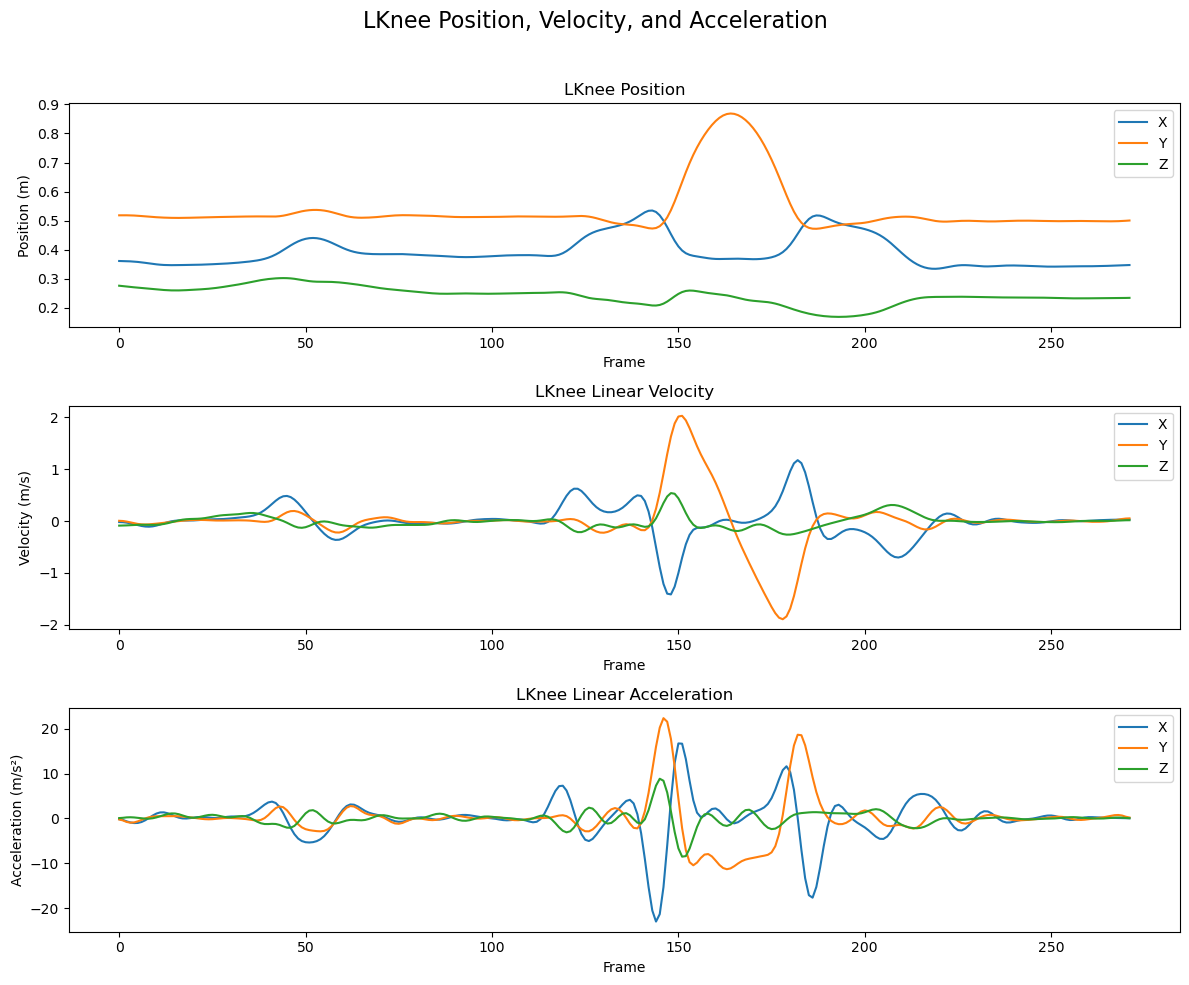 LKnee Position, Velocity, and Acceleration
LKnee Position
0.9
0.8
0.7
0.6
0.5
0.4
0.3
0.2
Position (m)
X
Y
Z
0
50
100
150
200
250
Frame
LKnee Linear Velocity
2
1
0
−1
−2
Velocity (m/s)
X
Y
Z
0
50
100
150
200
250
Frame
LKnee Linear Acceleration
20
10
0
−10
−20
Acceleration (m/s²)
X
Y
Z
0
50
100
150
200
250
Frame